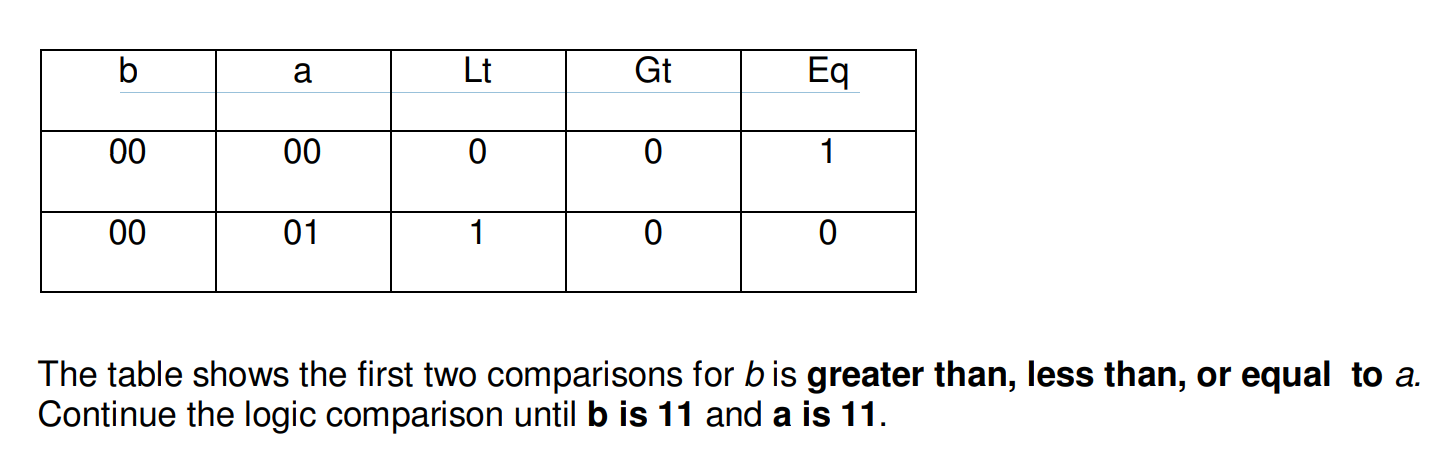 b a Lt Gt Eq
00 00 0 0 1
00 01 1 0 0
The table shows the first two comparisons for b is greater than, less than, or equal to a.
Continue the logic comparison until b is 11 and a is 11.